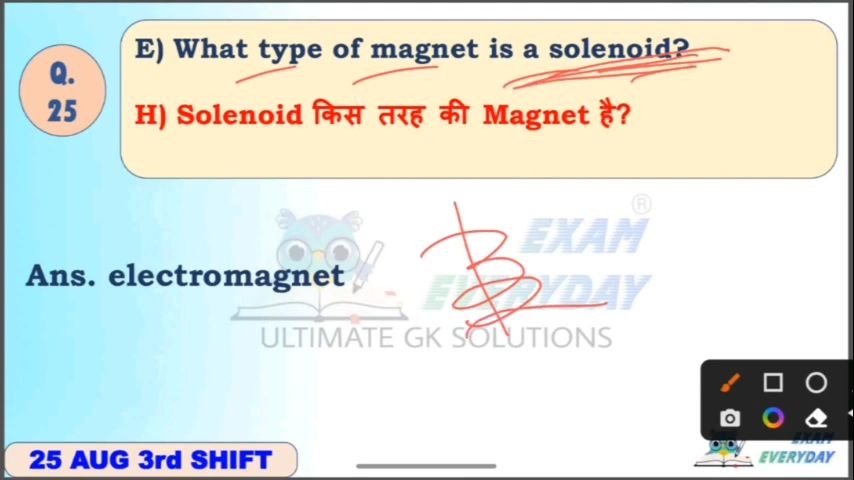 Q.
25
E) What type of magnet is a solenoid?
H) Solenoid किस तरह की Magnet है?
EXAM
EVERYDAY
ULTIMATE GK SOLUTIONS
®
Ans. electromagnet
25 AUG 3rd SHIFT
EXAM
EVERYDAY